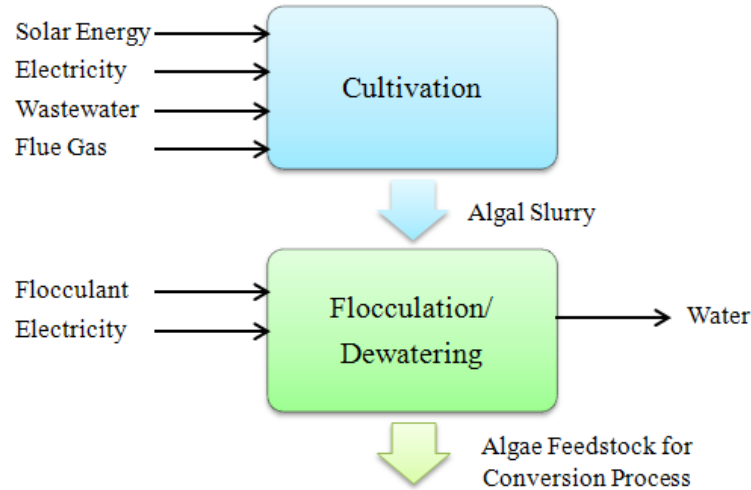 Solar Energy
Electricity
Wastewater
Flue Gas
Cultivation
Algal Slurry
Flocculant
Electricity
Flocculation/
Dewatering
Water
Algae Feedstock for
Conversion Process